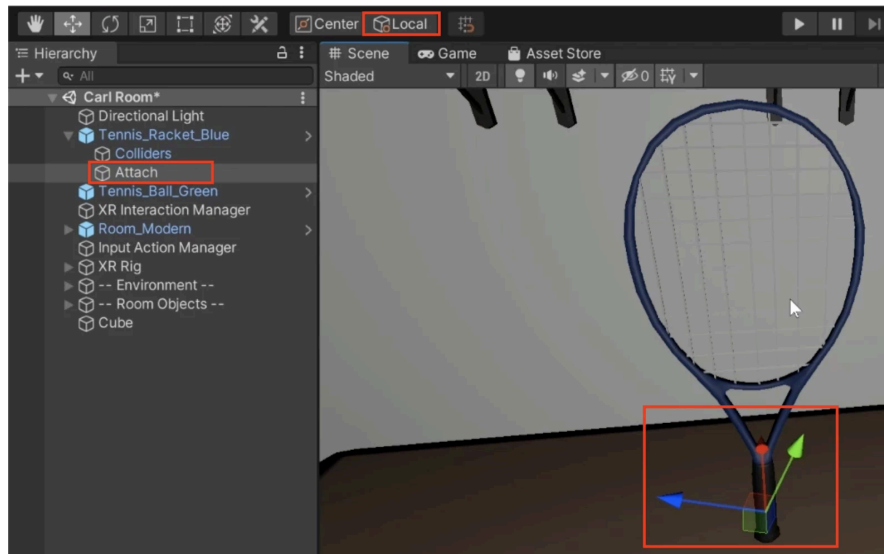 Center Local
Hierarchy
# Scene Game Asset Store
All
Shaded 2D 0
Carl Room*
Directional Light
Tennis_Racket_Blue
Colliders
Attach
Tennis_Ball_Green
XR Interaction Manager
Room_Modern
Input Action Manager
XR Rig
-- Environment --
-- Room Objects --
Cube